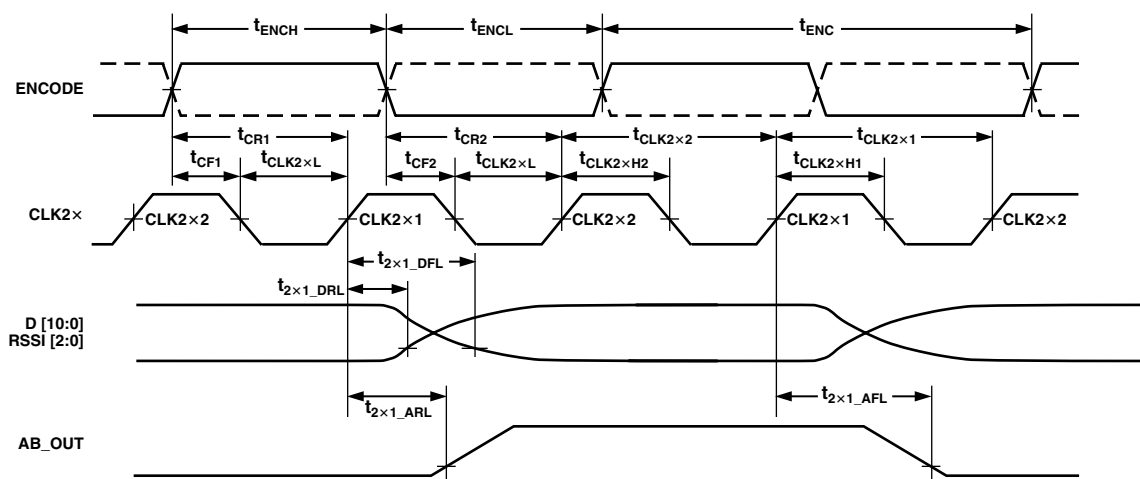 tENCH tENCL tENC
ENCODE
tCR1 tCR2 tCLK2×2 tCLK2×1
tCF1 tCLK2×L tCF2 tCLK2×L tCLK2×H2 tCLK2×H1
CLK2× CLK2×2 CLK2×1 CLK2×2 CLK2×1 CLK2×2
t2×1_DFL
t2×1_DRL
D [10:0]
RSSI [2:0]
t2×1_ARL t2×1_AFL
AB_OUT